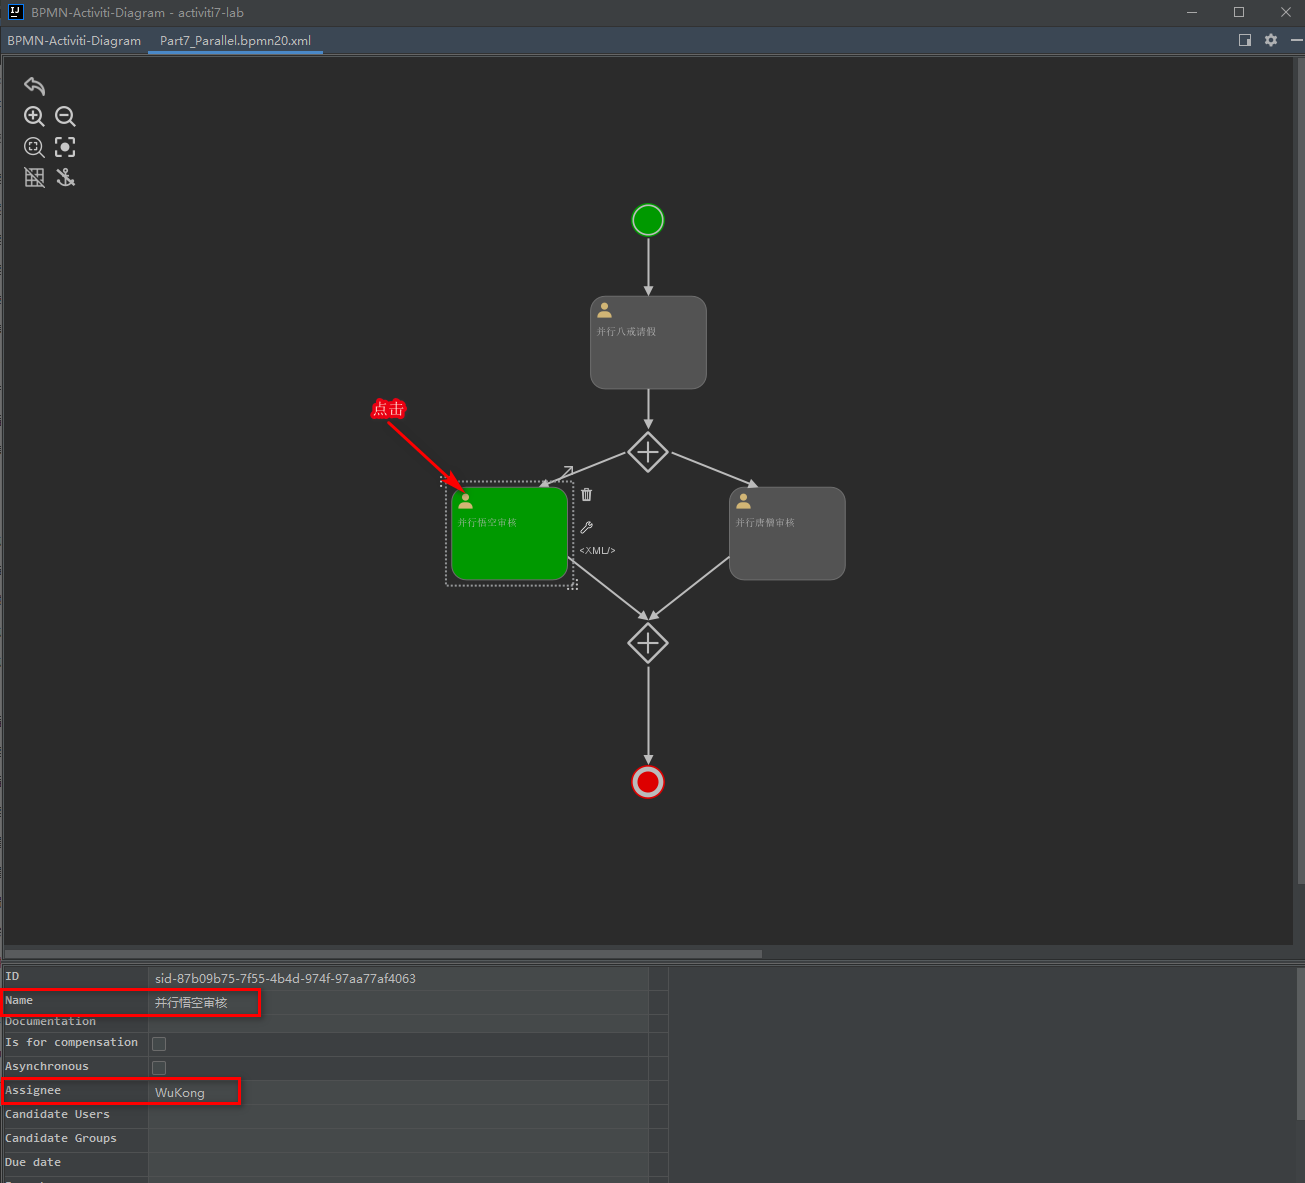 BPMN-Activiti-Diagram - activiti7-lab
BPMN-Activiti-Diagram
Part7_Parallel.bpmn20.xml
并行八戒请假
点击
并行悟空审核
<XML/>
并行唐僧审核
ID
sid-87b09b75-7f55-4b4d-974f-97aa77af4063
Name
并行悟空审核
Documentation
Is for compensation
Asynchronous
Assignee
WuKong
Candidate Users
Candidate Groups
Due date